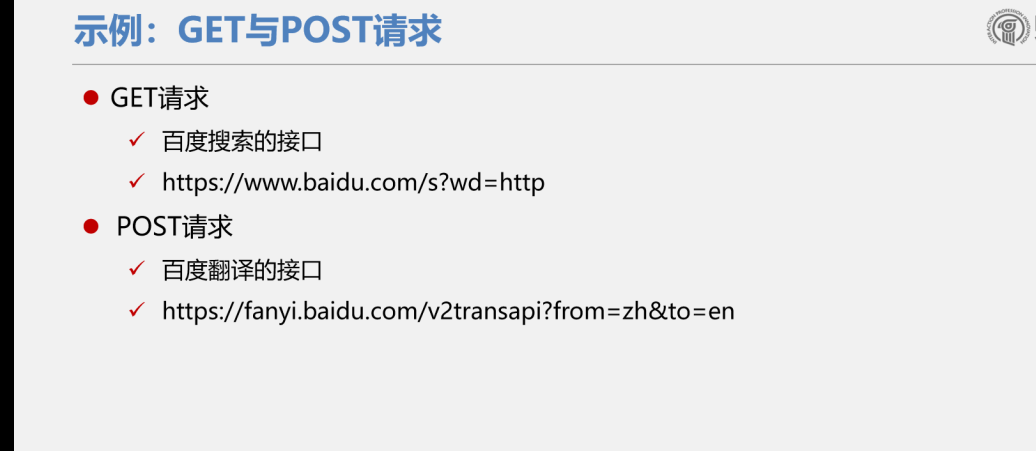 示例：GET与POST请求
GET请求
百度搜索的接口
https://www.baidu.com/s?wd=http
POST请求
百度翻译的接口
https://fanyi.baidu.com/v2transapi?from=zh&to=en